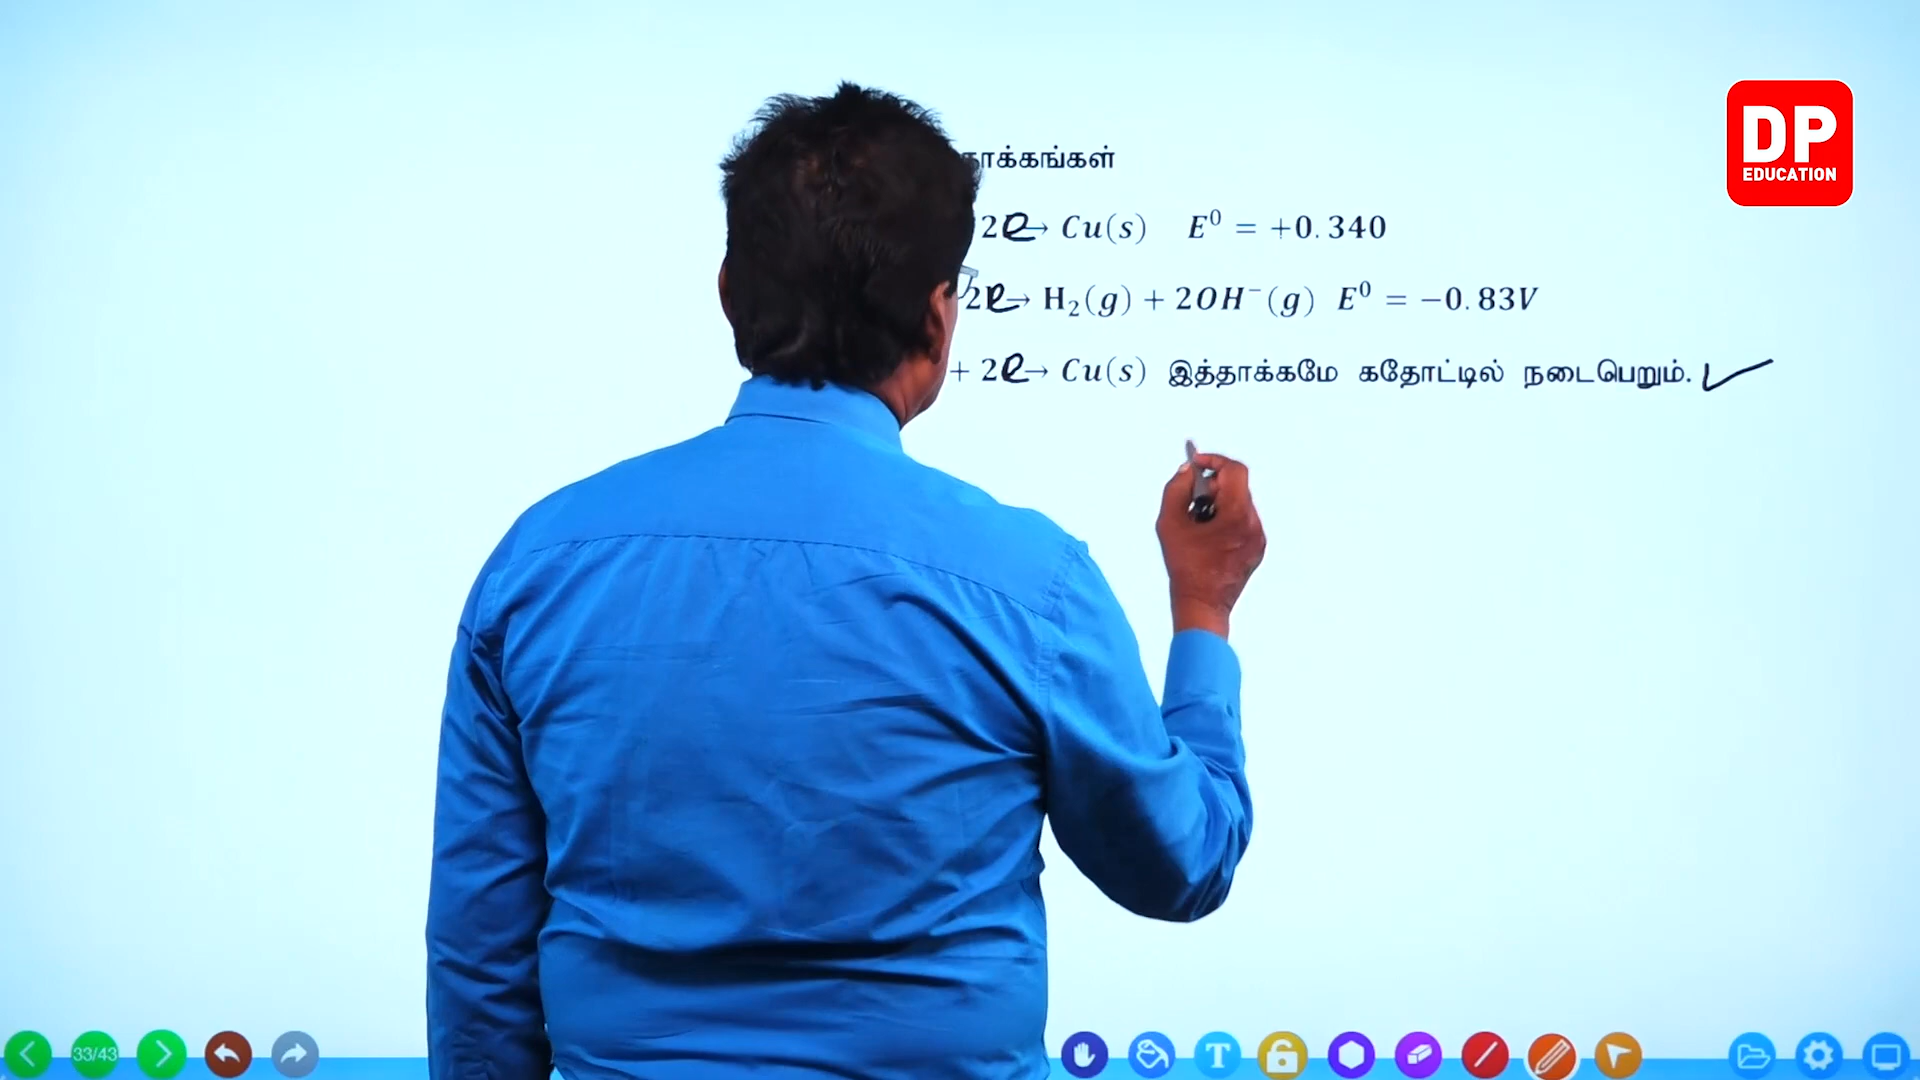 DP
EDUCATION
தாக்கங்கள்
2e → Cu(s) E⁰ = +0.340
2e → H₂(g) + 2OH⁻(g) E⁰ = −0.83V
+ 2e → Cu(s) இத்தாக்கமே கதோட்டில் நடைபெறும்.
33/43
T